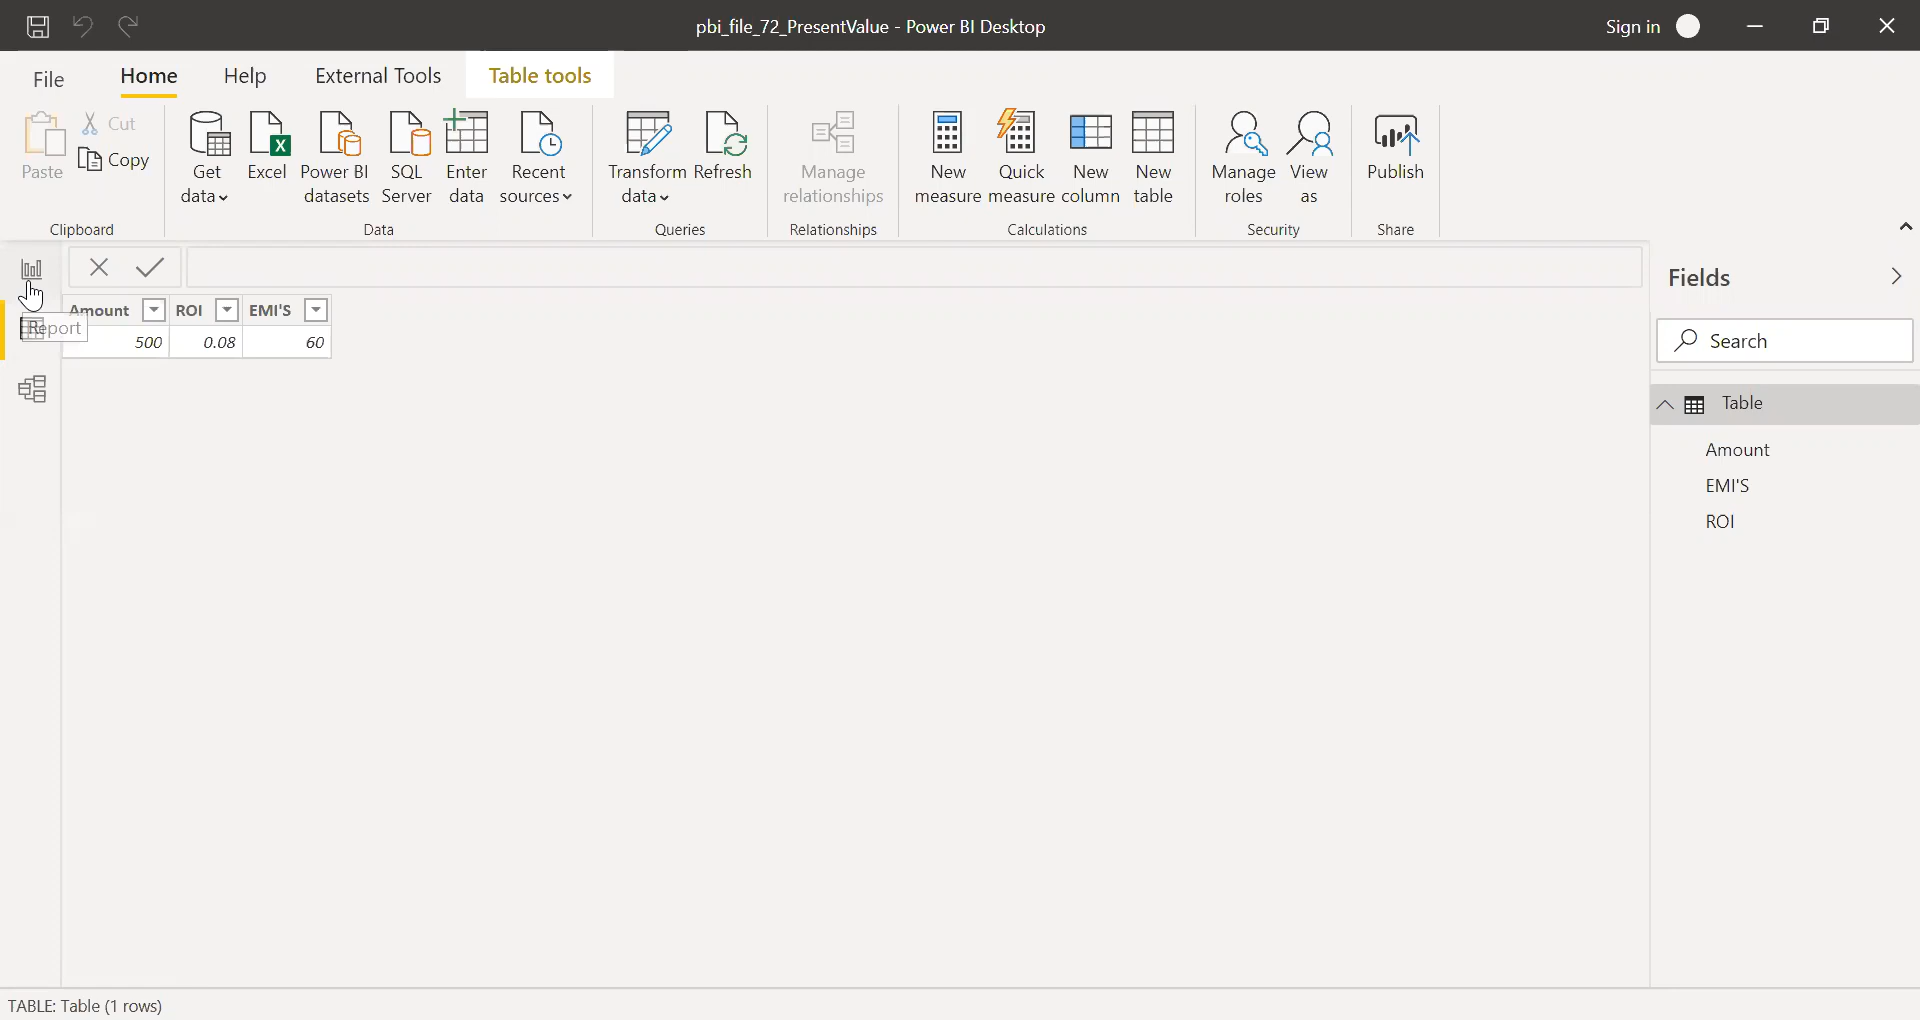 pbi_file_72_PresentValue - Power BI Desktop
Sign in
File Home Help External Tools Table tools
Paste
Cut
Copy
Get data
Excel
Power BI datasets
SQL Server
Enter data
Recent sources
Transform data
Refresh
Manage relationships
New measure
Quick measure
New column
New table
Manage roles
View as
Publish
Clipboard Data Queries Relationships Calculations Security Share
Amount ROI EMI'S
500 0.08 60
Report
Fields
Search
Table
Amount
EMI'S
ROI
TABLE: Table (1 rows)